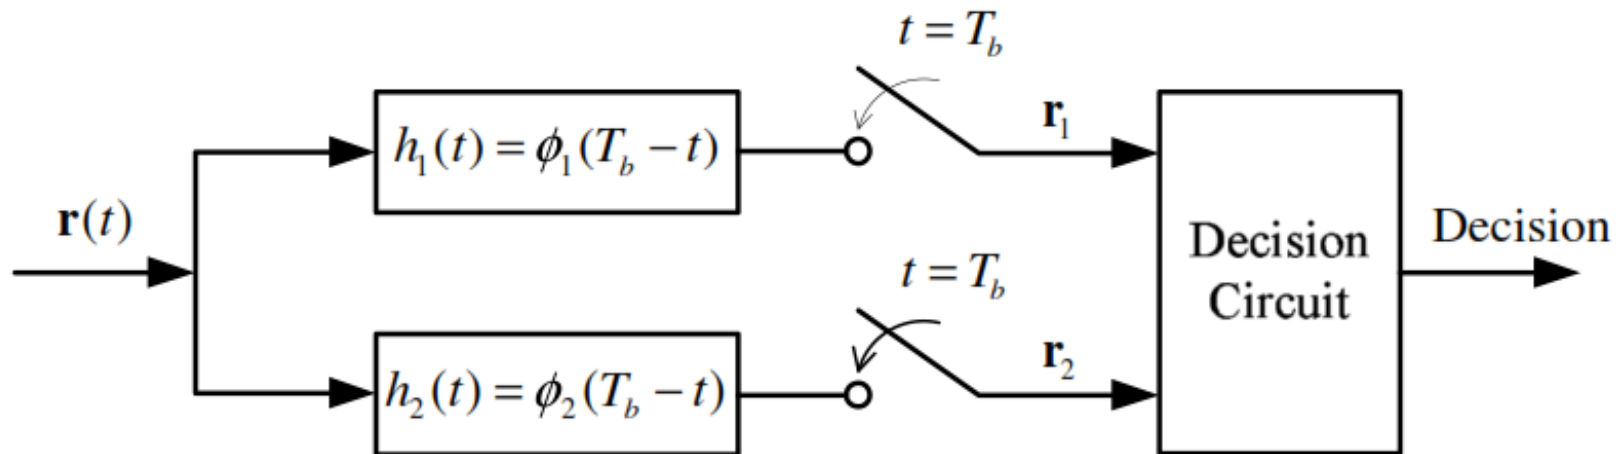 t = T_b
r_1
h_1(t) = ϕ_1(T_b − t)
r(t)
Decision
Circuit
Decision
t = T_b
r_2
h_2(t) = ϕ_2(T_b − t)